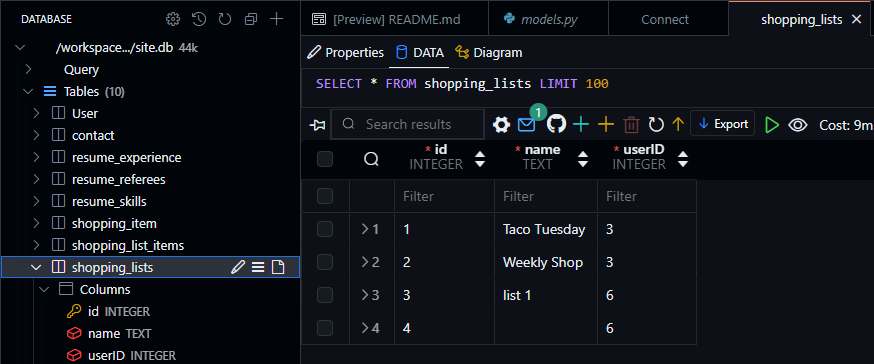 DATABASE
/workspace.../site.db 44k
Query
Tables (10)
User
contact
resume_experience
resume_referees
resume_skills
shopping_item
shopping_list_items
shopping_lists
Columns
id INTEGER
name TEXT
userID INTEGER
[Preview] README.md
models.py
Connect
shopping_lists
Properties
DATA
Diagram
SELECT * FROM shopping_lists LIMIT 100
Search results
1
Export
Cost: 9m
* id
INTEGER
* name
TEXT
* userID
INTEGER
Filter Filter Filter
1 1 Taco Tuesday 3
2 2 Weekly Shop 3
3 3 list 1 6
4 4 6